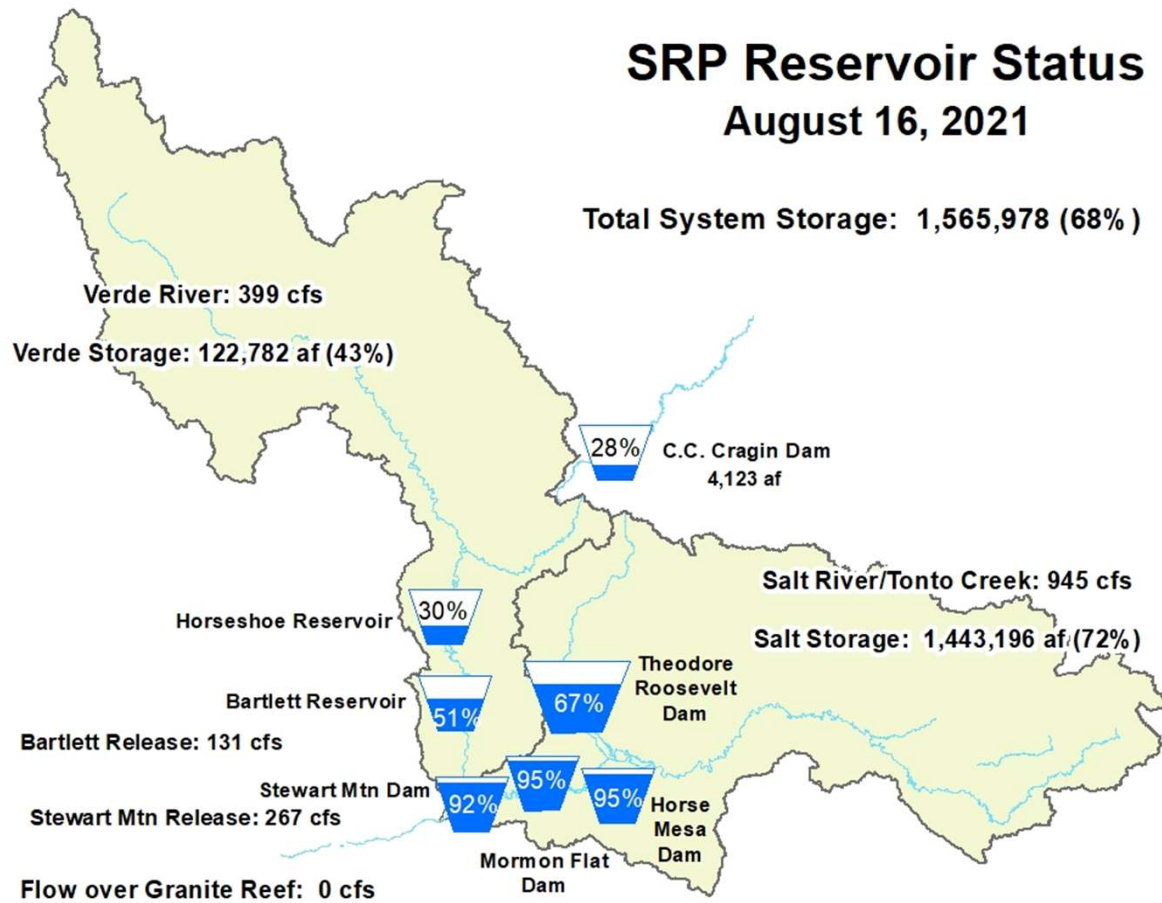 SRP Reservoir Status
August 16, 2021
Total System Storage: 1,565,978 (68%)
Verde River: 399 cfs
Verde Storage: 122,782 af (43%)
28%
C.C. Cragin Dam
4,123 af
Salt River/Tonto Creek: 945 cfs
Salt Storage: 1,443,196 af (72%)
30%
Horseshoe Reservoir
Theodore
Roosevelt
Dam
67%
Bartlett Reservoir
51%
Bartlett Release: 131 cfs
Stewart Mtn Dam
92%
95%
95%
Horse
Mesa
Dam
Stewart Mtn Release: 267 cfs
Mormon Flat
Dam
Flow over Granite Reef: 0 cfs